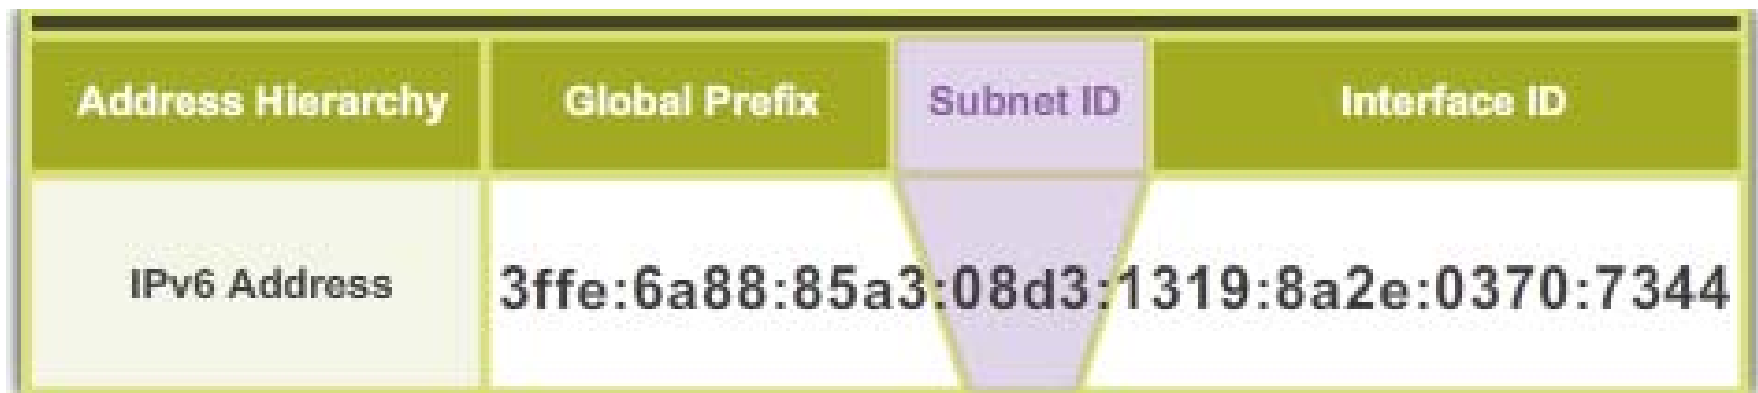 Address Hierarchy Global Prefix Subnet ID Interface ID
IPv6 Address 3ffe:6a88:85a3:08d3:1319:8a2e:0370:7344